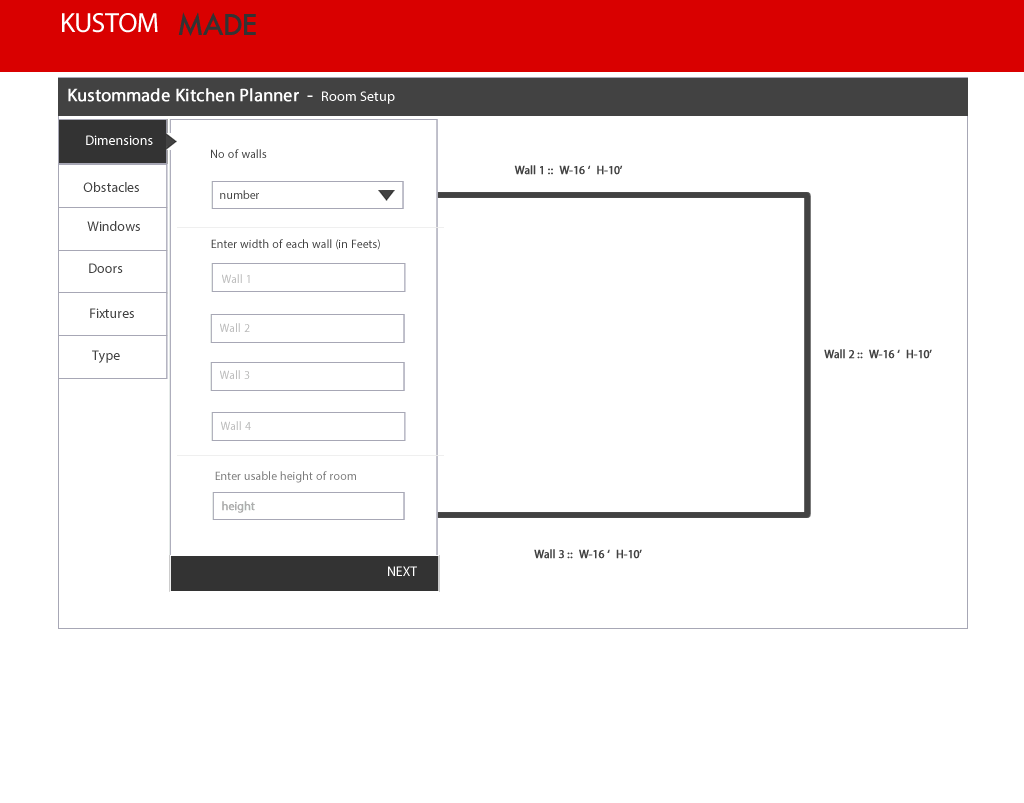 KUSTOM MADE
Kustommade Kitchen Planner - Room Setup
Dimensions
Obstacles
Windows
Doors
Fixtures
Type
No of walls
number
Enter width of each wall (in Feets)
Wall 1
Wall 2
Wall 3
Wall 4
Enter usable height of room
height
NEXT
Wall 1 :: W-16 ‘ H-10’
Wall 2 :: W-16 ‘ H-10’
Wall 3 :: W-16 ‘ H-10’